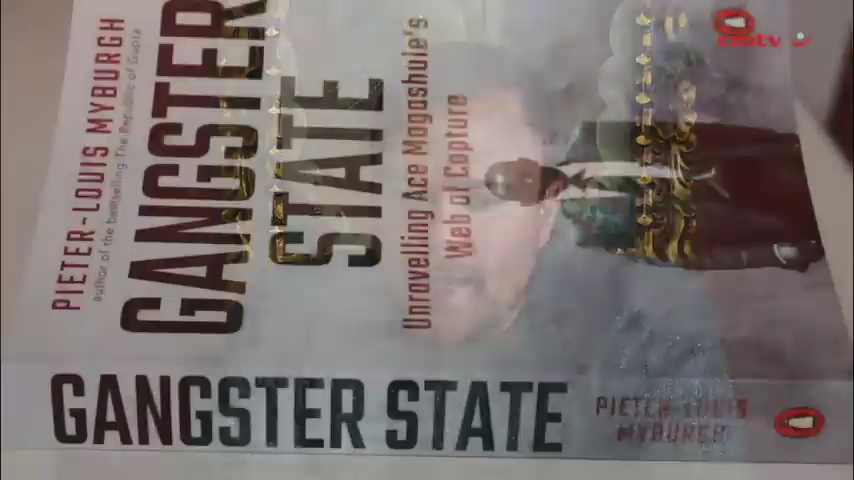 PIETER-LOUIS MYBURGH
author of the bestselling The Republic of Gupta
GANGSTER
STATE
Unravelling Ace Magashule's
Web of Capture
GANGSTER STATE
PIETER-LOUIS
MYBURGH